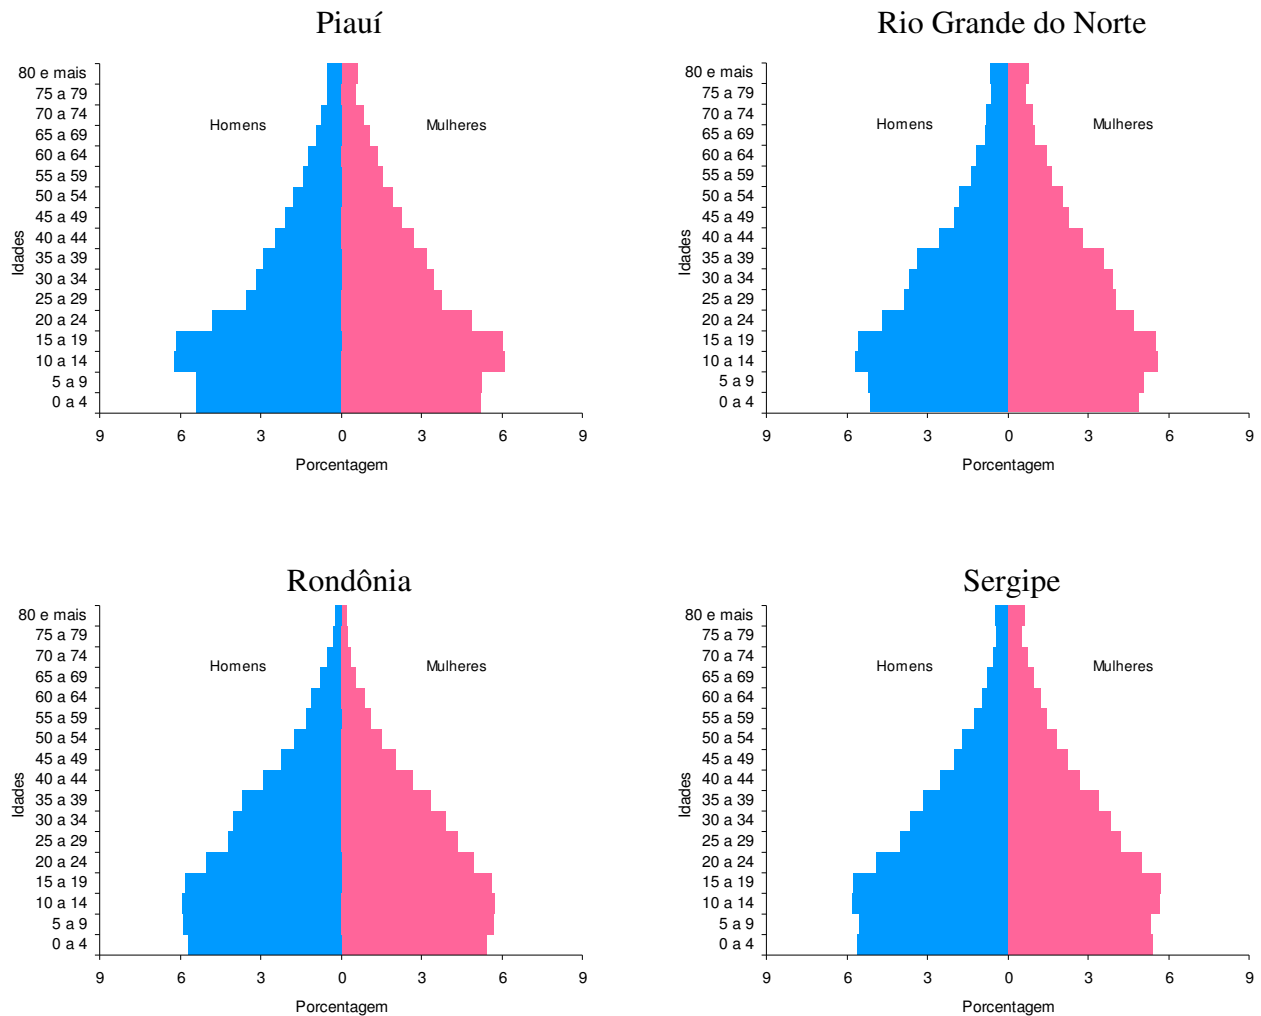 Piauí
80 e mais
75 a 79
70 a 74
65 a 69
60 a 64
55 a 59
50 a 54
45 a 49
40 a 44
35 a 39
30 a 34
25 a 29
20 a 24
15 a 19
10 a 14
5 a 9
0 a 4
Idades
Homens
Mulheres
9 6 3 0 3 6 9
Porcentagem
Rio Grande do Norte
80 e mais
75 a 79
70 a 74
65 a 69
60 a 64
55 a 59
50 a 54
45 a 49
40 a 44
35 a 39
30 a 34
25 a 29
20 a 24
15 a 19
10 a 14
5 a 9
0 a 4
Idades
Homens
Mulheres
9 6 3 0 3 6 9
Porcentagem
Rondônia
80 e mais
75 a 79
70 a 74
65 a 69
60 a 64
55 a 59
50 a 54
45 a 49
40 a 44
35 a 39
30 a 34
25 a 29
20 a 24
15 a 19
10 a 14
5 a 9
0 a 4
Idades
Homens
Mulheres
9 6 3 0 3 6 9
Porcentagem
Sergipe
80 e mais
75 a 79
70 a 74
65 a 69
60 a 64
55 a 59
50 a 54
45 a 49
40 a 44
35 a 39
30 a 34
25 a 29
20 a 24
15 a 19
10 a 14
5 a 9
0 a 4
Idades
Homens
Mulheres
9 6 3 0 3 6 9
Porcentagem